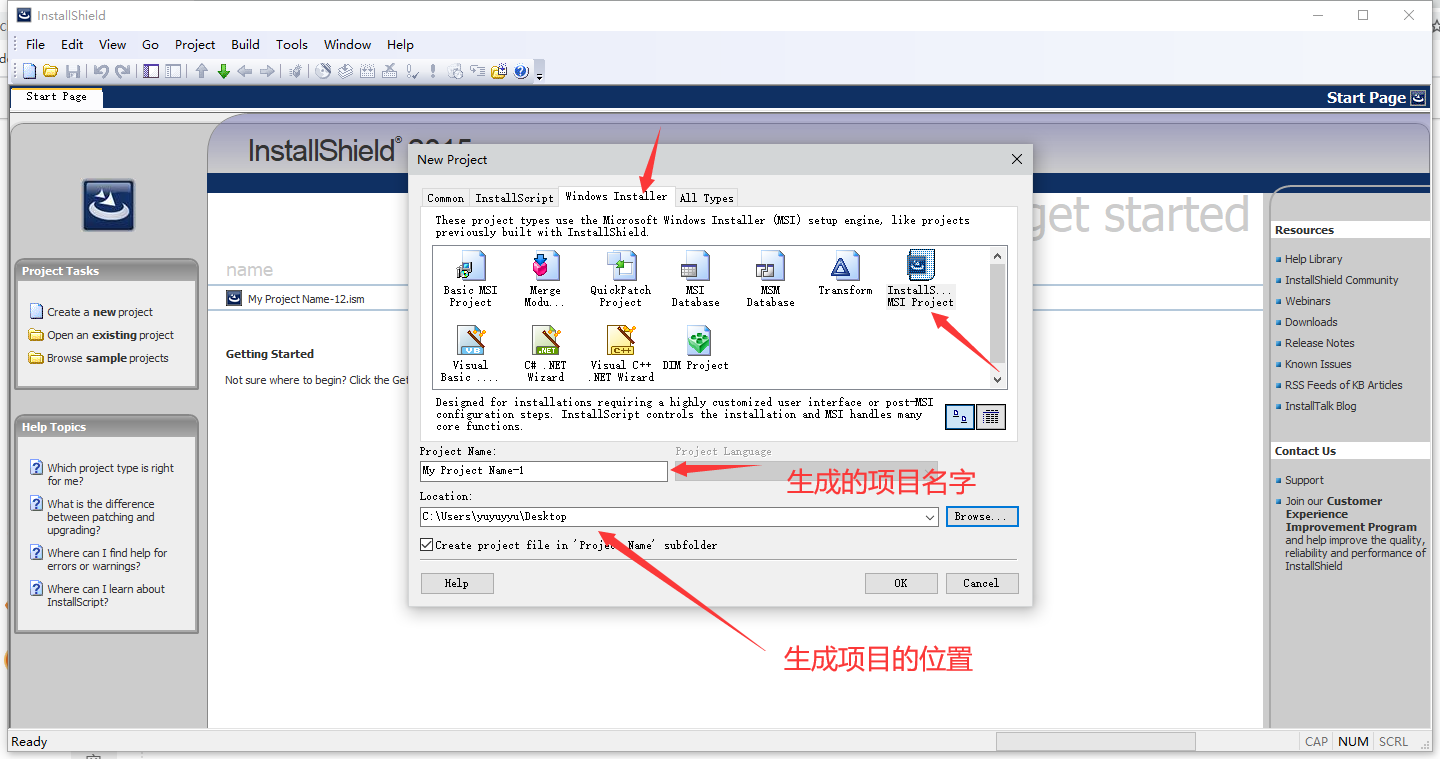 InstallShield
File Edit View Go Project Build Tools Window Help
Start Page
Start Page
InstallShield® 2015
get started
Project Tasks
Create a new project
Open an existing project
Browse sample projects
Help Topics
Which project type is right
for me?
What is the difference
between patching and
upgrading?
Where can I find help for
errors or warnings?
Where can I learn about
InstallScript?
name
My Project Name-12.ism
Getting Started
Not sure where to begin? Click the Get
New Project
Common InstallScript Windows Installer All Types
These project types use the Microsoft Windows Installer (MSI) setup engine, like projects
previously built with InstallShield.
Basic MSI
Project
Merge
Modu...
QuickPatch
Project
MSI
Database
MSM
Database
Transform
InstallS...
MSI Project
Visual
Basic ....
C# .NET
Wizard
Visual C++
.NET Wizard
DIM Project
Designed for installations requiring a highly customized user interface or post-MSI
configuration steps. InstallScript controls the installation and MSI handles many
core functions.
Project Name:
Project Language
My Project Name-1
生成的项目名字
Location:
C:\Users\yuyuyyu\Desktop
Browse...
Create project file in 'Project Name' subfolder
Help
OK
Cancel
生成项目的位置
Resources
Help Library
InstallShield Community
Webinars
Downloads
Release Notes
Known Issues
RSS Feeds of KB Articles
InstallTalk Blog
Contact Us
Support
Join our Customer
Experience
Improvement Program
and help improve the quality,
reliability and performance of
InstallShield
Ready
CAP NUM SCRL